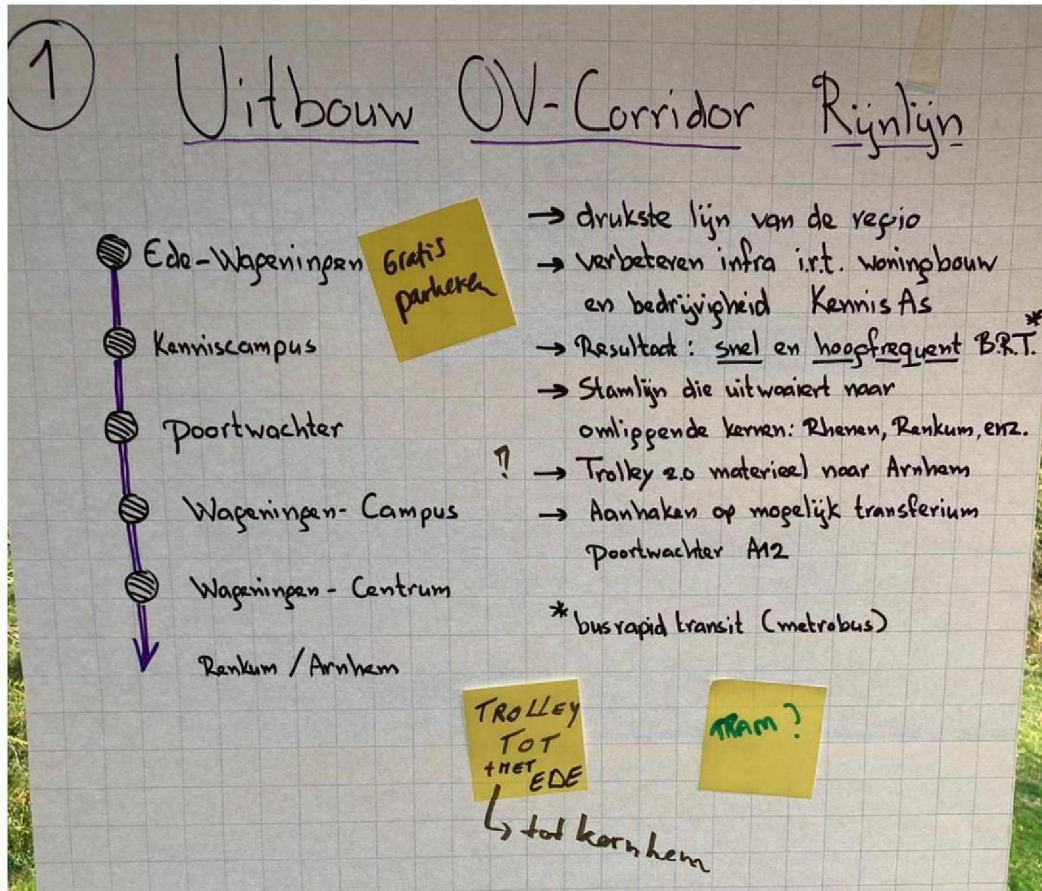 1
Uitbouw OV-Corridor Rijnlijn
Ede-Wageningen
Kenniscampus
Poortwachter
Wageningen-Campus
Wageningen-Centrum
Renkum/Arnhem
Gratis
parkeren
→ drukste lijn van de regio
→ verbeteren infra i.r.t. woningbouw
en bedrijvigheid Kennis As
→ Resultaat: snel en hoogfrequent B.R.T.*
→ Stamlijn die uitwaaiert naar
omliggende kernen: Rhenen, Renkum, enz.
? → Trolley 2.0 materieel naar Arnhem
→ Aanhaken op mogelijk transferium
Poortwachter A12
* bus rapid transit (metrobus)
TROLLEY
TOT
+MET
EDE
↳ tot kernhem
TRAM?